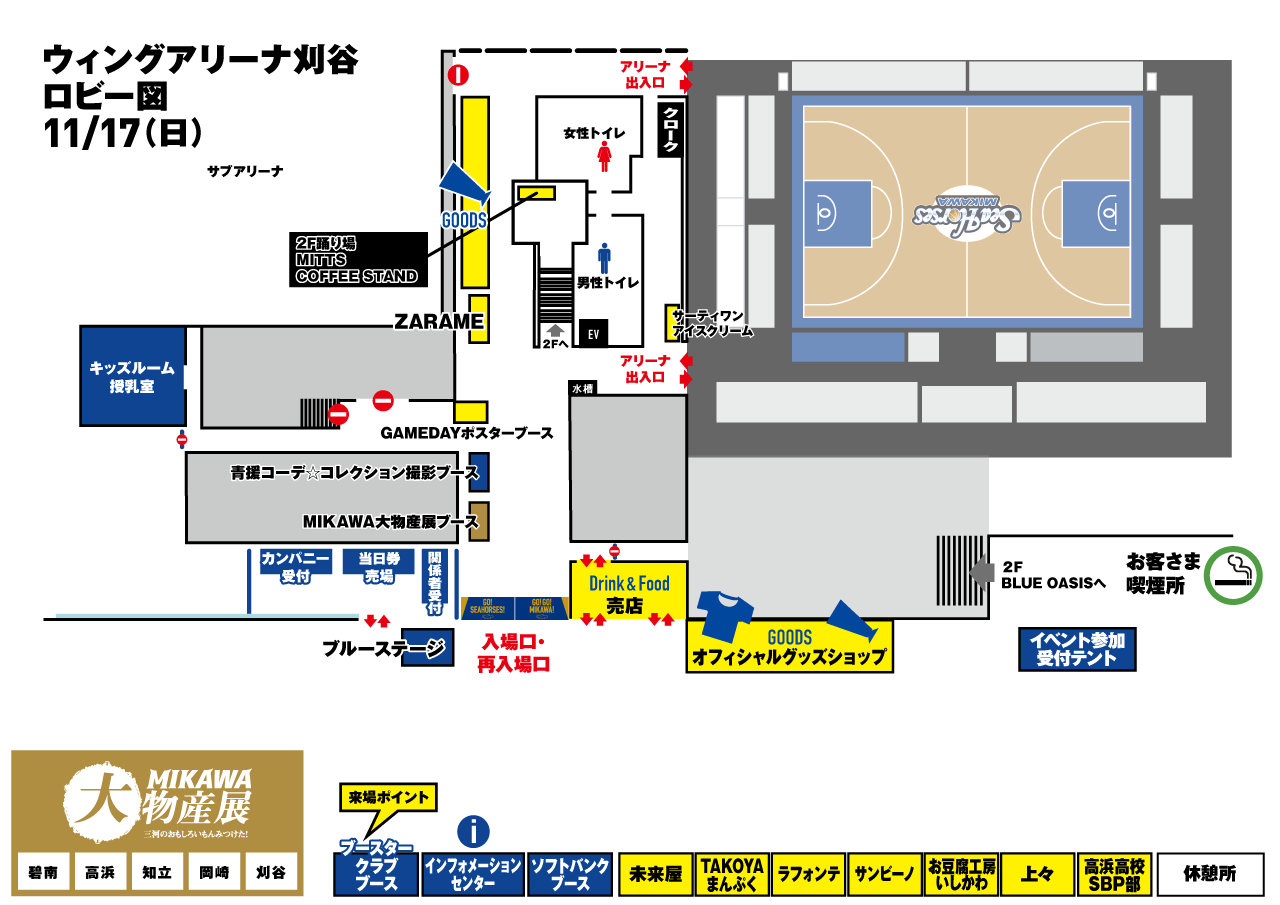 ウィングアリーナ刈谷
ロビー図
11/17(日)
サブアリーナ
アリーナ
出入口
クローク
女性トイレ
GOODS
2F踊り場
MITTS
COFFEE STAND
男性トイレ
SeaHorses
MIKAWA
ZARAME
サーティワン
アイスクリーム
EV
2Fへ
アリーナ
出入口
キッズルーム
授乳室
水槽
GAMEDAYポスターブース
青援コーデ☆コレクション撮影ブース
MIKAWA大物産展ブース
カンパニー
受付
当日券
売場
関係者受付
GO!
SEAHORSES!
GO! GO!
MIKAWA!
Drink & Food
売店
2F
BLUE OASISへ
お客さま
喫煙所
ブルーステージ
入場口・
再入場口
GOODS
オフィシャルグッズショップ
イベント参加
受付テント
大
MIKAWA
物産展
三河のおもしろいもんみつけた!
碧南
高浜
知立
岡崎
刈谷
来場ポイント
ブースター
クラブ
ブース
i
インフォメーション
センター
ソフトバンク
ブース
未来屋
TAKOYA
まんぷく
ラフォンテ
サンビーノ
お豆腐工房
いしかわ
上々
高浜高校
SBP部
休憩所